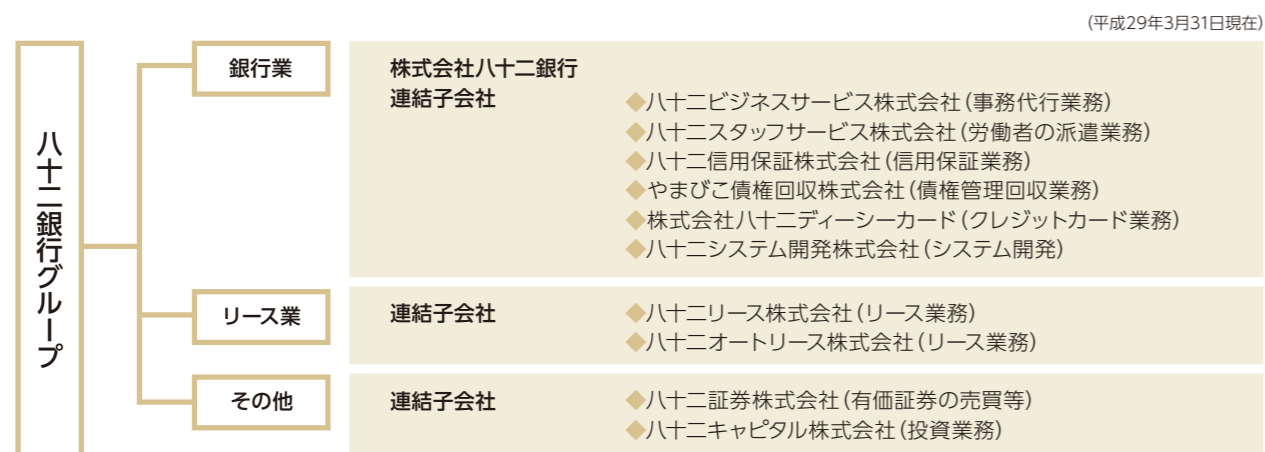 (平成29年3月31日現在)
八十二銀行グループ
銀行業
株式会社八十二銀行
連結子会社
◆八十二ビジネスサービス株式会社(事務代行業務)
◆八十二スタッフサービス株式会社(労働者の派遣業務)
◆八十二信用保証株式会社(信用保証業務)
◆やまびこ債権回収株式会社(債権管理回収業務)
◆株式会社八十二ディーシーカード(クレジットカード業務)
◆八十二システム開発株式会社(システム開発)
リース業
連結子会社
◆八十二リース株式会社(リース業務)
◆八十二オートリース株式会社(リース業務)
その他
連結子会社
◆八十二証券株式会社(有価証券の売買等)
◆八十二キャピタル株式会社(投資業務)